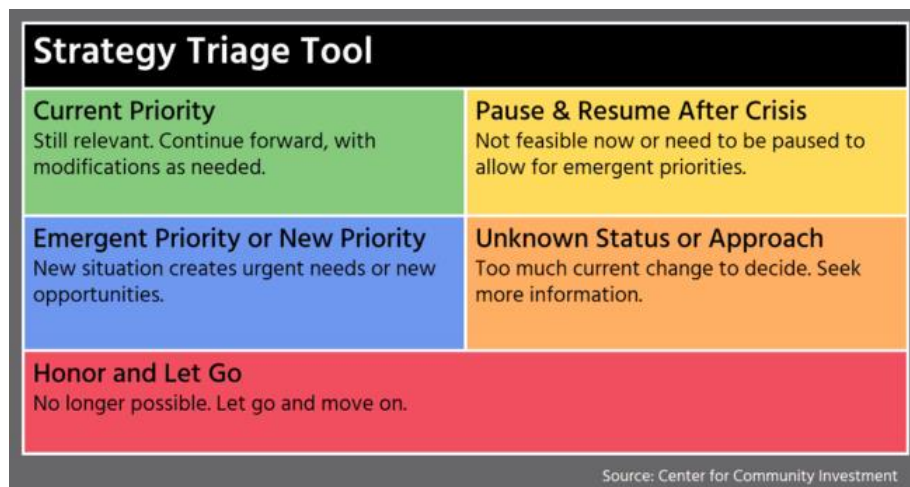 Strategy Triage Tool
Current Priority
Still relevant. Continue forward, with
modifications as needed.
Pause & Resume After Crisis
Not feasible now or need to be paused to
allow for emergent priorities.
Emergent Priority or New Priority
New situation creates urgent needs or new
opportunities.
Unknown Status or Approach
Too much current change to decide. Seek
more information.
Honor and Let Go
No longer possible. Let go and move on.
Source: Center for Community Investment